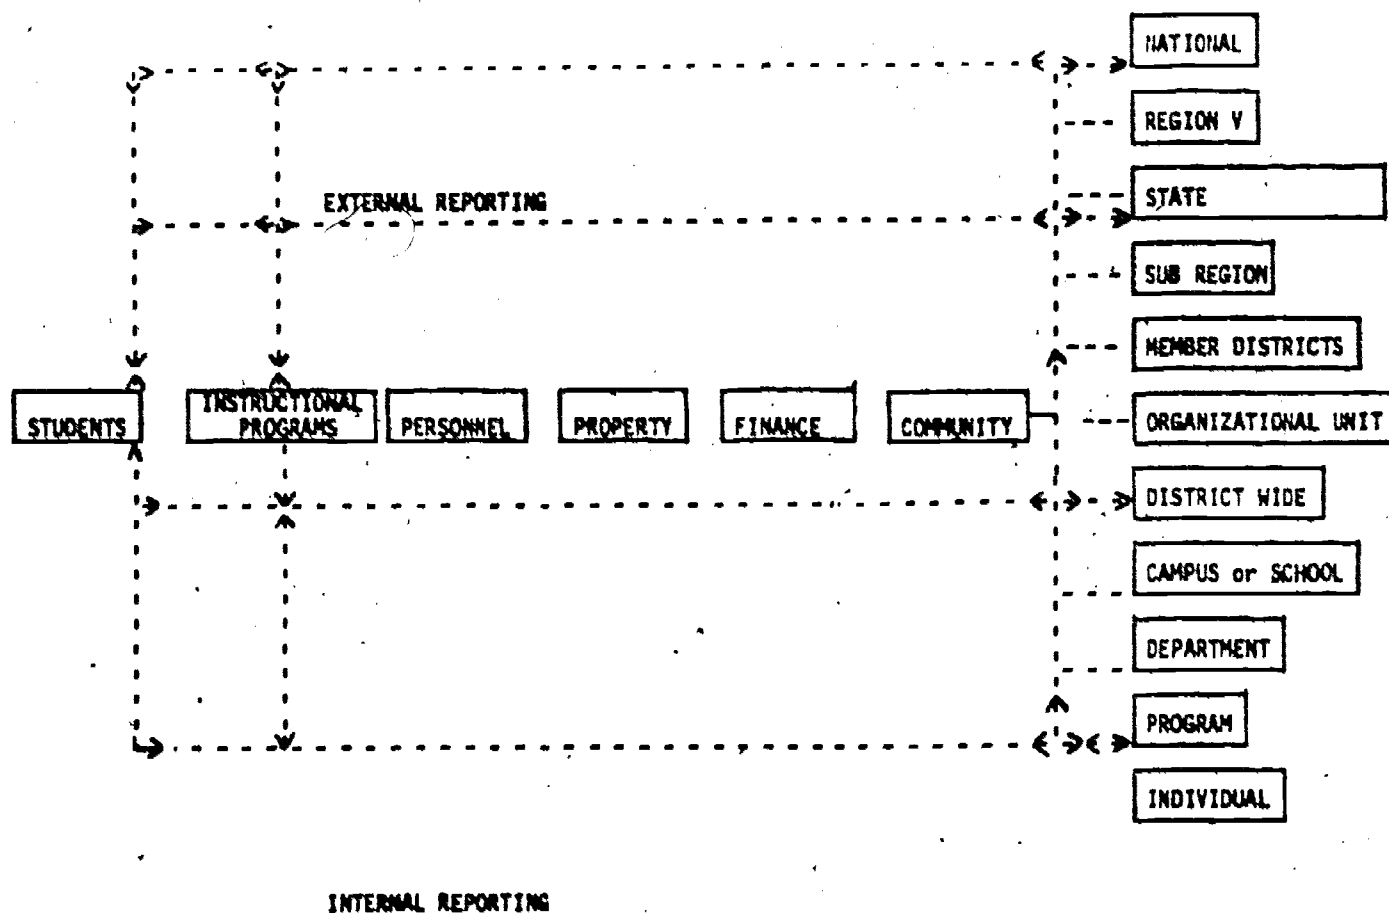 NATIONAL
REGION V
STATE
EXTERNAL REPORTING
SUB REGION
MEMBER DISTRICTS
STUDENTS
INSTRUCTIONAL
PROGRAMS
PERSONNEL
PROPERTY
FINANCE
COMMUNITY
ORGANIZATIONAL UNIT
DISTRICT WIDE
CAMPUS or SCHOOL
DEPARTMENT
PROGRAM
INDIVIDUAL
INTERNAL REPORTING